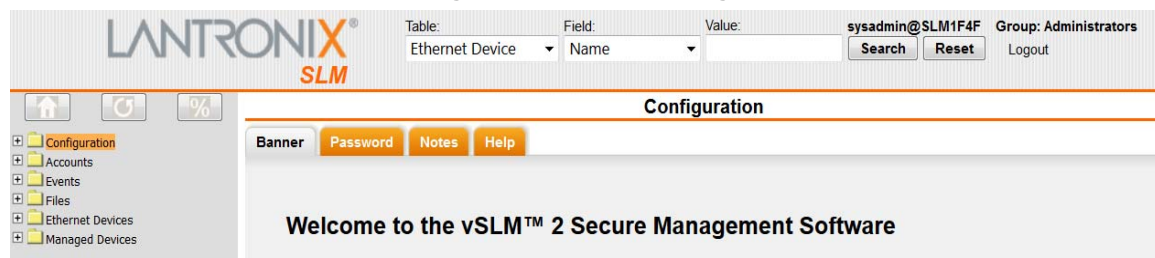 LANTRONIX®
SLM
Table: Field: Value: sysadmin@SLM1F4F Group: Administrators
Ethernet Device Name Search Reset Logout
%
Configuration
Configuration
Accounts
Events
Files
Ethernet Devices
Managed Devices
Banner Password Notes Help
Welcome to the vSLM™ 2 Secure Management Software